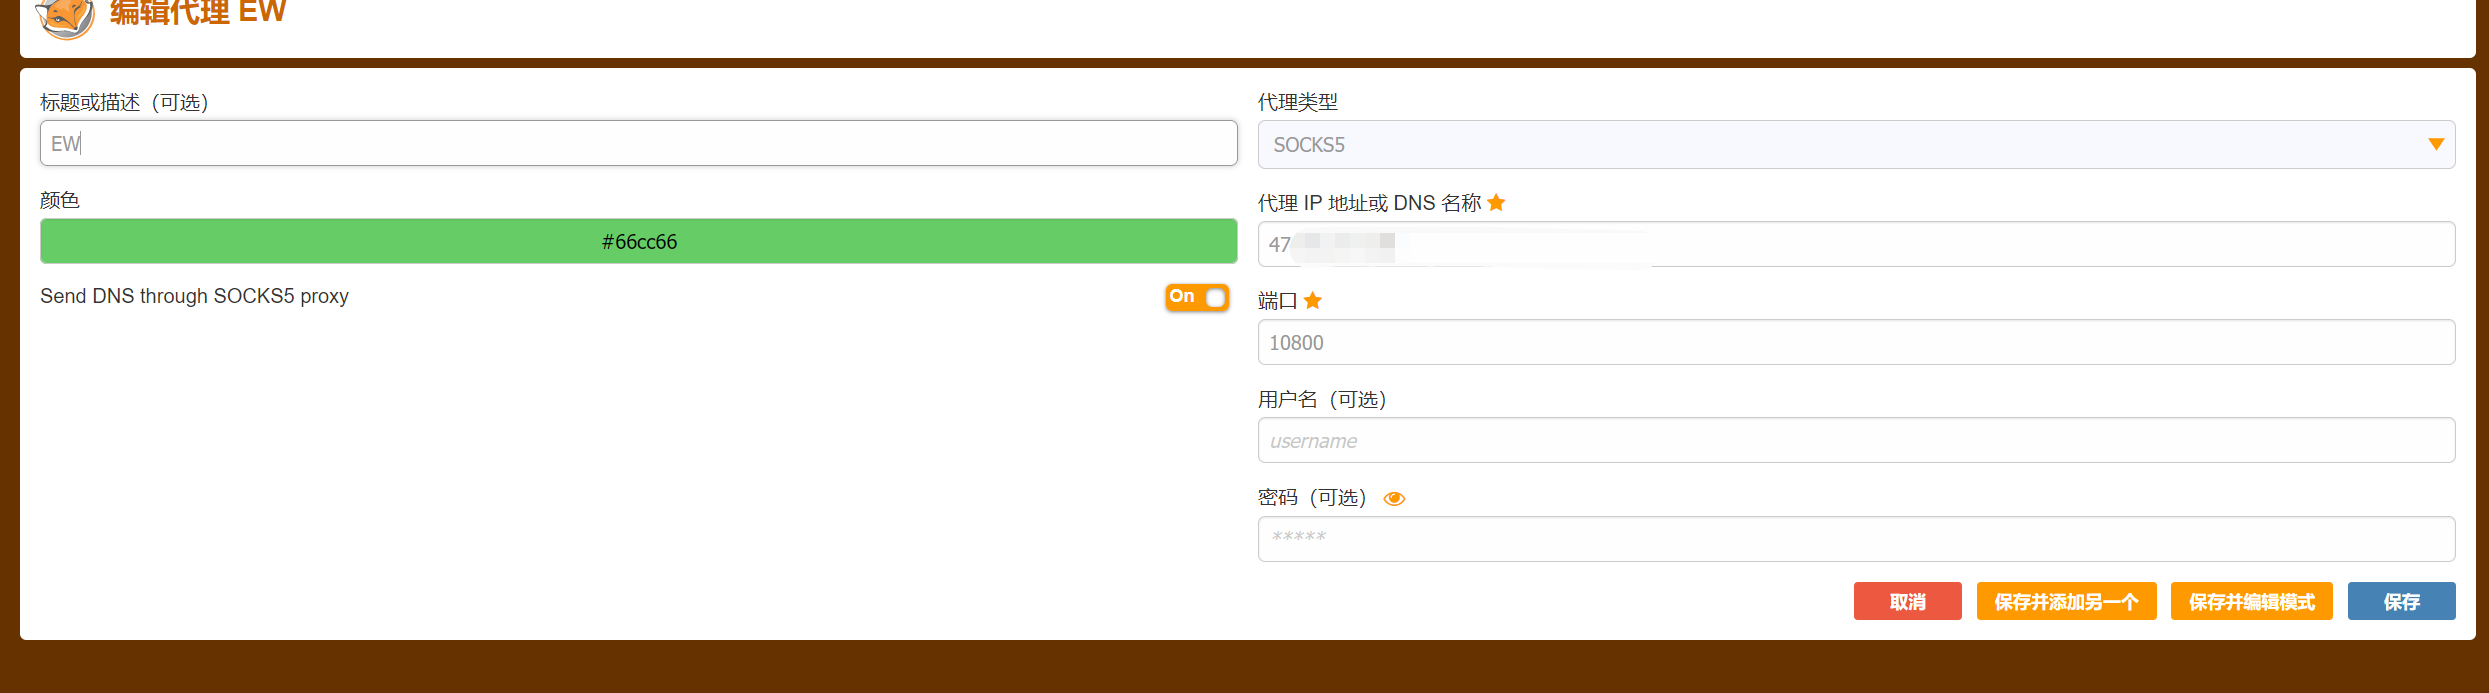 编辑代理 EW
标题或描述（可选）
EW
颜色
#66cc66
Send DNS through SOCKS5 proxy
On
代理类型
SOCKS5
代理 IP 地址或 DNS 名称
47
端口
10800
用户名（可选）
username
密码（可选）
*****
取消
保存并添加另一个
保存并编辑模式
保存